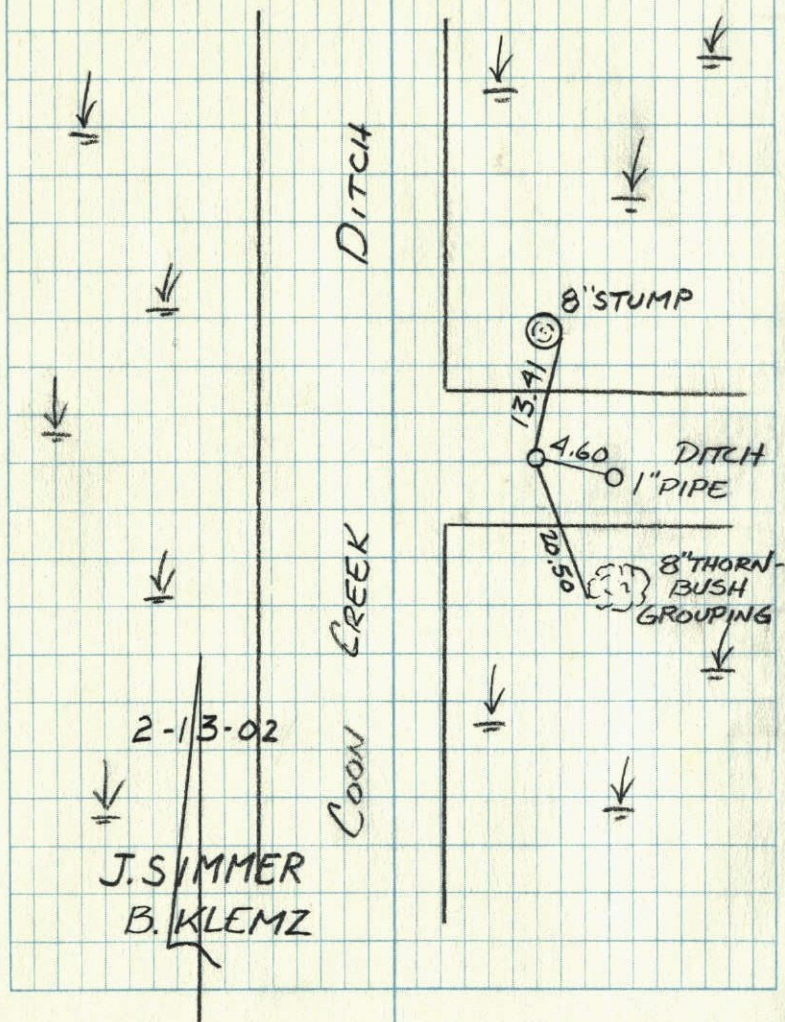 COON CREEK DITCH
8" STUMP
13.41
4.60
DITCH
1" PIPE
20.50
8" THORN-
BUSH
GROUPING
2-13-02
J. SIMMER
B. KLEMZ